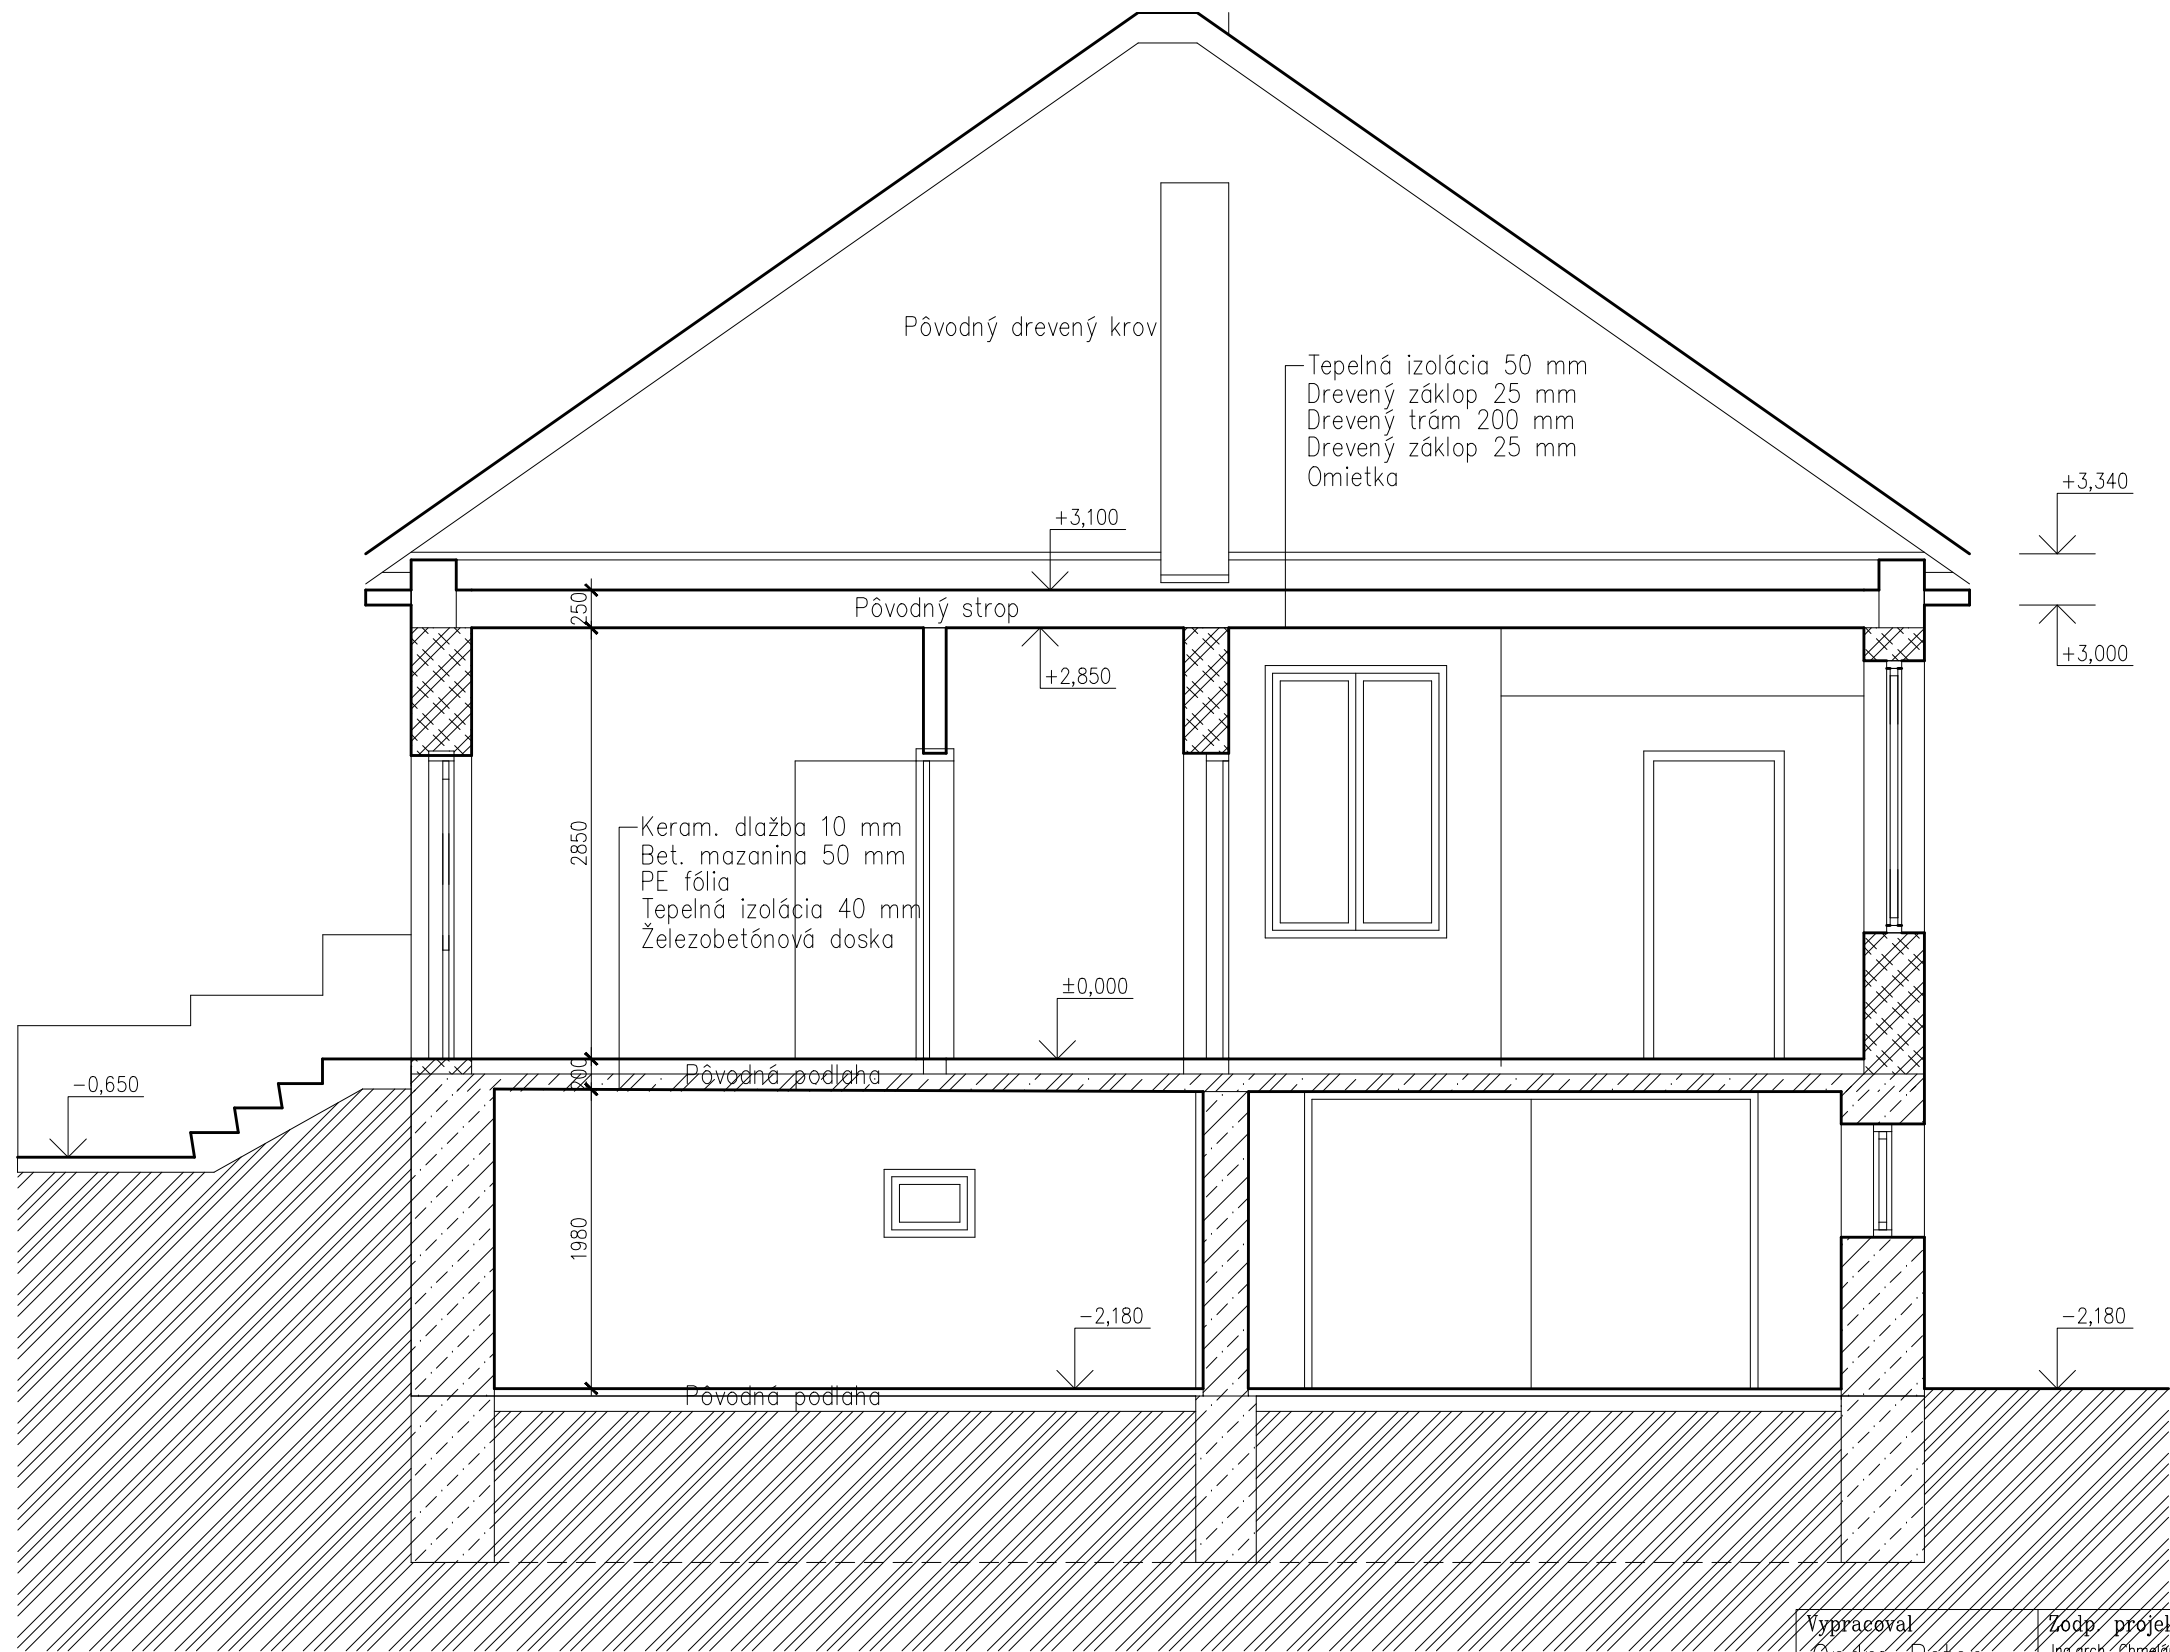 Pôvodný drevený krov
Tepelná izolácia 50 mm
Drevený záklop 25 mm
Drevený trám 200 mm
Drevený záklop 25 mm
Omietka
+3,340
+3,100
250
Pôvodný strop
+3,000
+2,850
2850
Keram. dlažba 10 mm
Bet. mazanina 50 mm
PE fólia
Tepelná izolácia 40 mm
Železobetónová doska
±0,000
200
Pôvodná podlaha
-0,650
1980
-2,180
-2,180
Pôvodná podlaha
Vypracoval
Zodp.